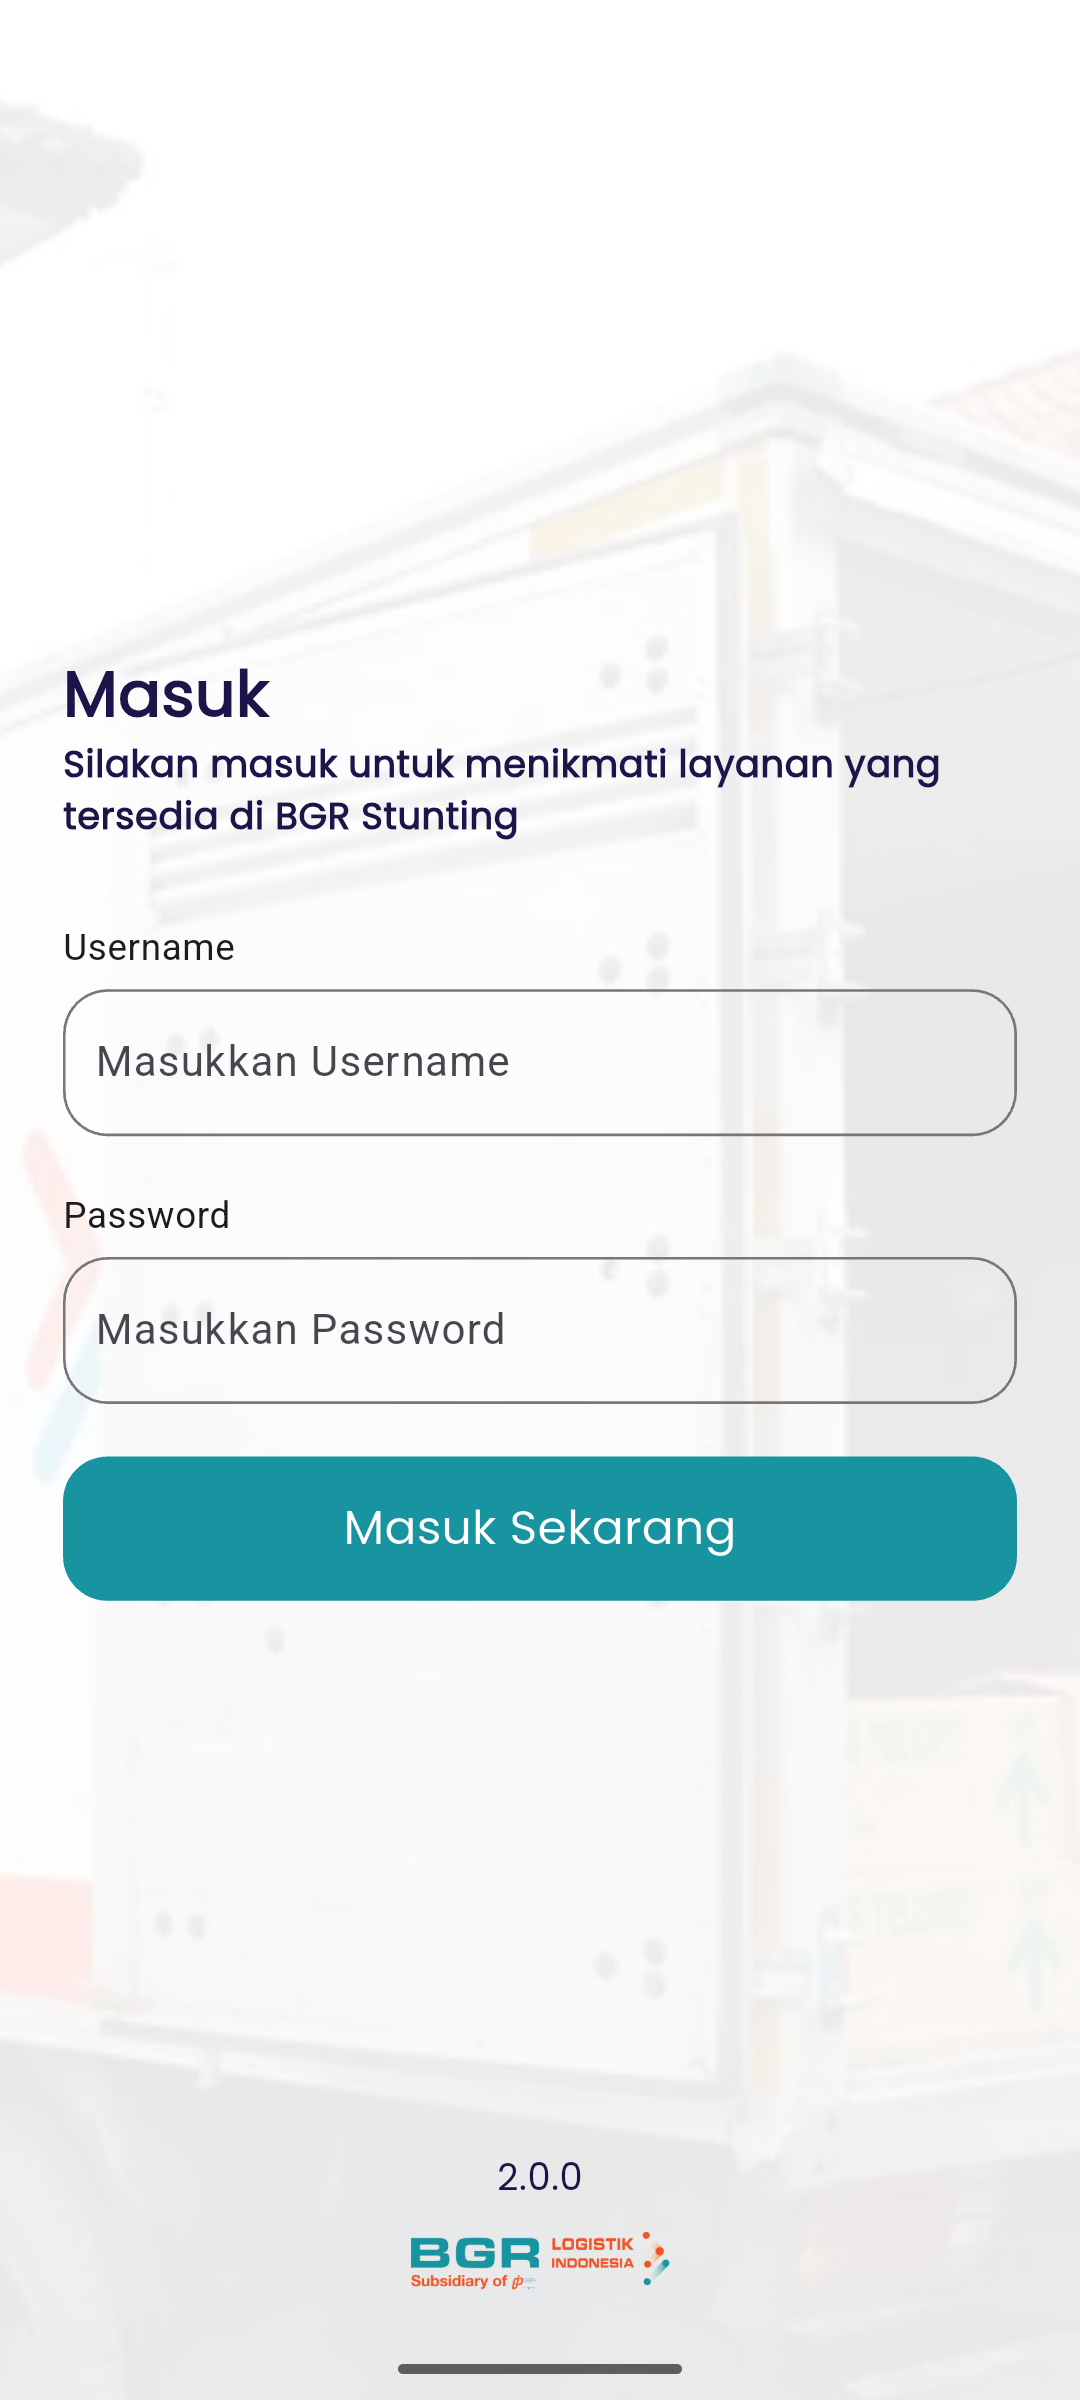 Masuk
Silakan masuk untuk menikmati layanan yang
tersedia di BGR Stunting
Username
Masukkan Username
Password
Masukkan Password
Masuk Sekarang
2.0.0
BGR LOGISTIK
INDONESIA
Subsidiary of